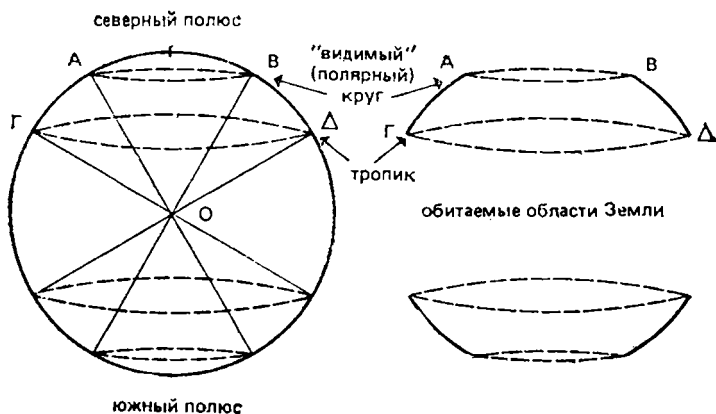 северный полюс
А
В
"видимый"
(полярный)
круг
А
В
Г
Δ
Г
Δ
тропик
О
обитаемые области Земли
южный полюс